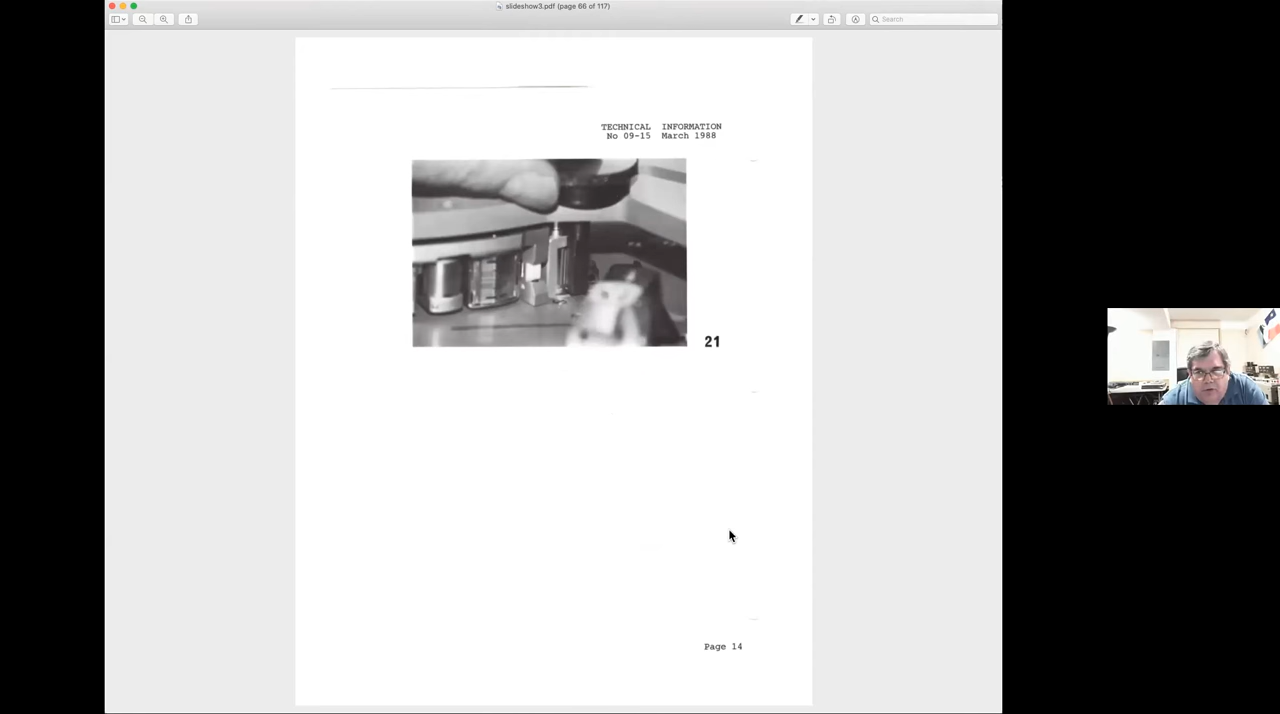 slideshow3.pdf (page 66 of 117)
Search
TECHNICAL INFORMATION
No 09-15 March 1988
21
Page 14